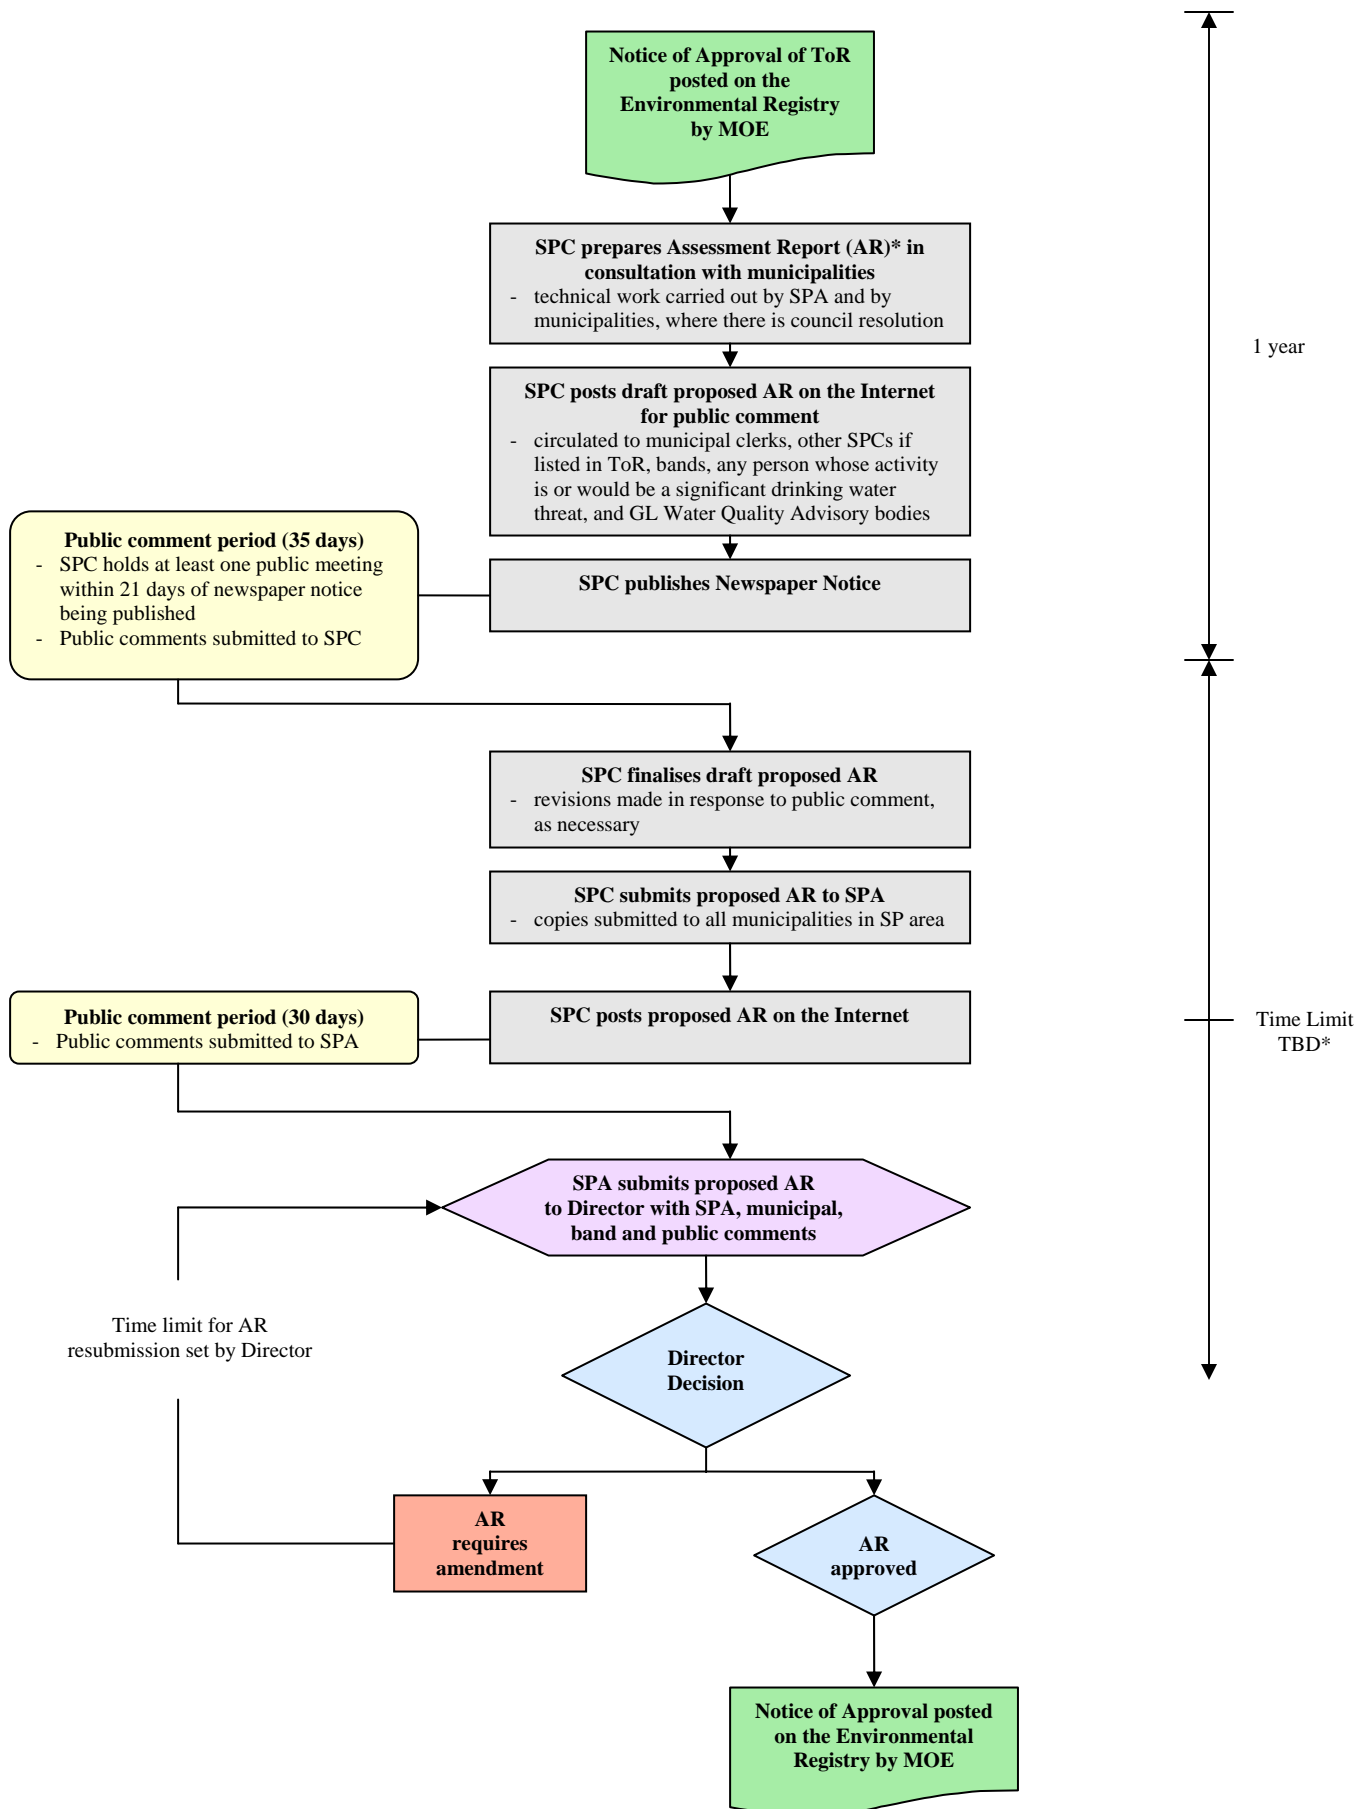 Notice of Approval of ToR
posted on the
Environmental Registry
by MOE
SPC prepares Assessment Report (AR)* in
consultation with municipalities
- technical work carried out by SPA and by
municipalities, where there is council resolution
1 year
SPC posts draft proposed AR on the Internet
for public comment
- circulated to municipal clerks, other SPCs if
listed in ToR, bands, any person whose activity
is or would be a significant drinking water
threat, and GL Water Quality Advisory bodies
Public comment period (35 days)
- SPC holds at least one public meeting
within 21 days of newspaper notice
being published
- Public comments submitted to SPC
SPC publishes Newspaper Notice
SPC finalises draft proposed AR
- revisions made in response to public comment,
as necessary
SPC submits proposed AR to SPA
- copies submitted to all municipalities in SP area
Public comment period (30 days)
- Public comments submitted to SPA
SPC posts proposed AR on the Internet
Time Limit
TBD*
SPA submits proposed AR
to Director with SPA, municipal,
band and public comments
Time limit for AR
resubmission set by Director
Director
Decision
AR
requires
amendment
AR
approved
Notice of Approval posted
on the Environmental
Registry by MOE